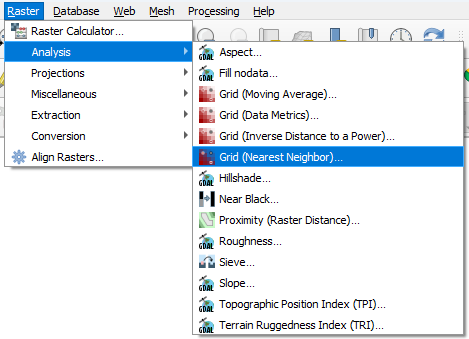 Raster Database Web Mesh Processing Help
Raster Calculator...
Analysis
Projections
Miscellaneous
Extraction
Conversion
Align Rasters...
Aspect...
Fill nodata...
Grid (Moving Average)...
Grid (Data Metrics)...
Grid (Inverse Distance to a Power)...
Grid (Nearest Neighbor)...
Hillshade...
Near Black...
Proximity (Raster Distance)...
Roughness...
Sieve...
Slope...
Topographic Position Index (TPI)...
Terrain Ruggedness Index (TRI)...